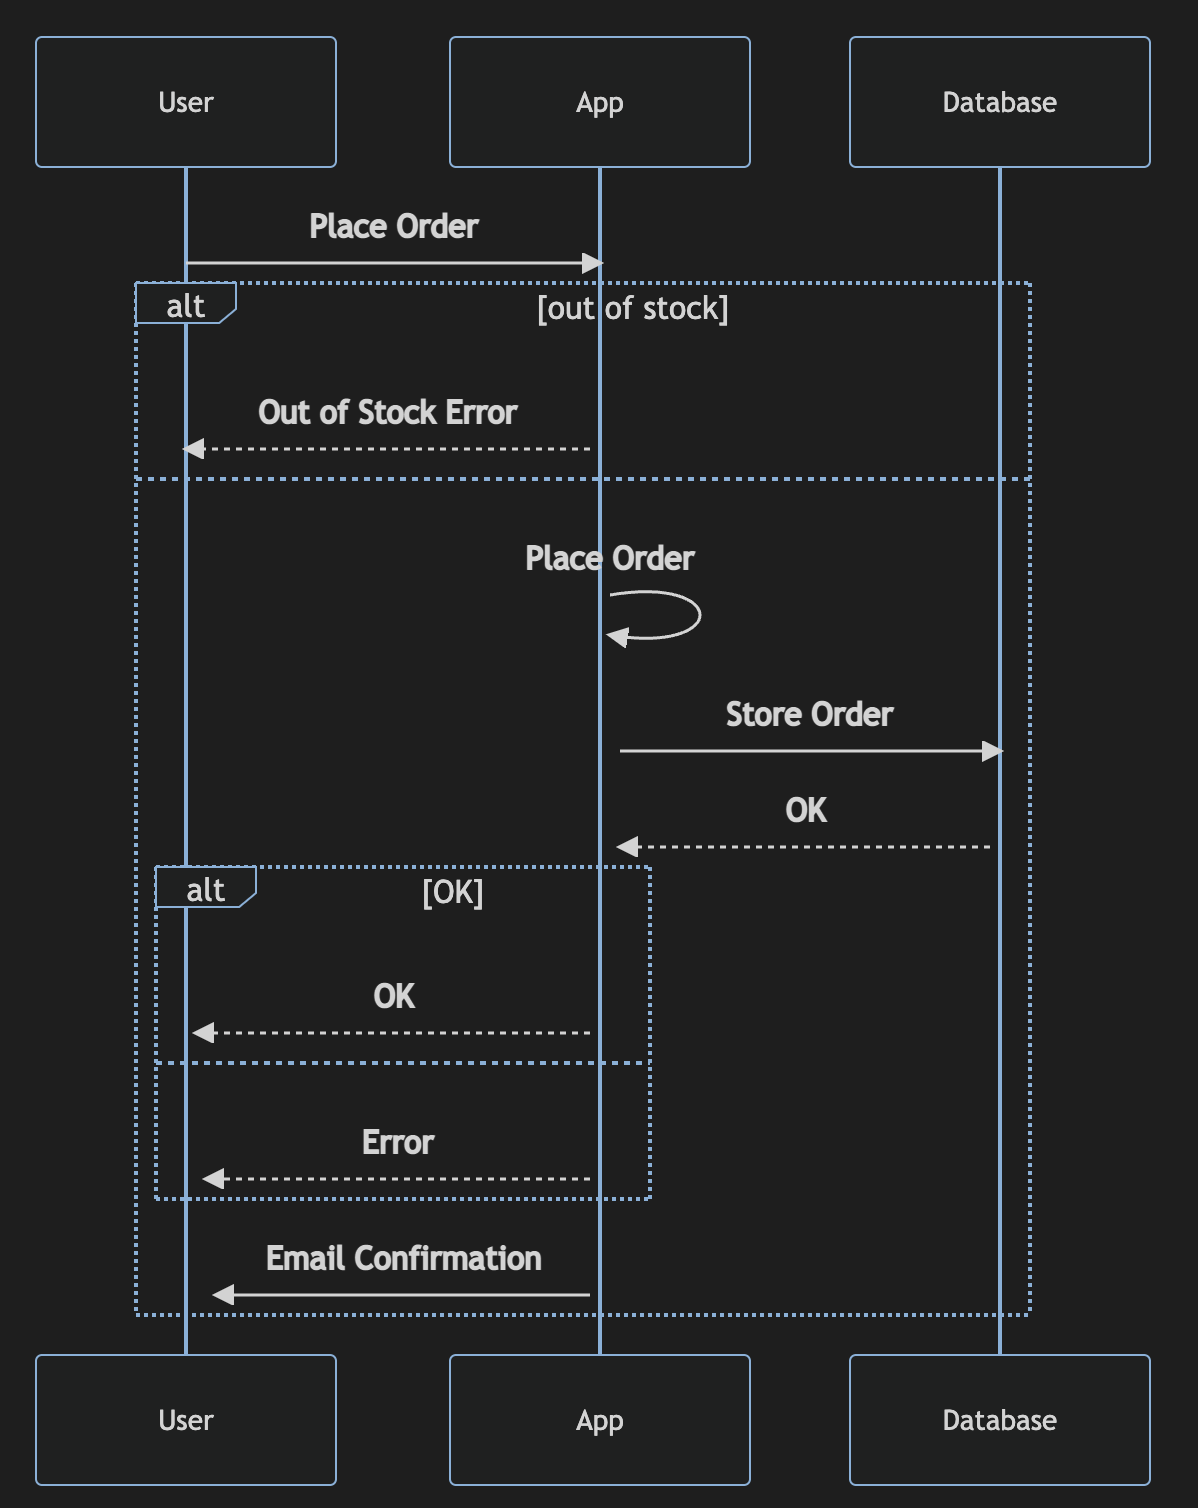 User
App
Database
Place Order
alt
[out of stock]
Out of Stock Error
Place Order
Store Order
OK
alt
[OK]
OK
Error
Email Confirmation
User
App
Database